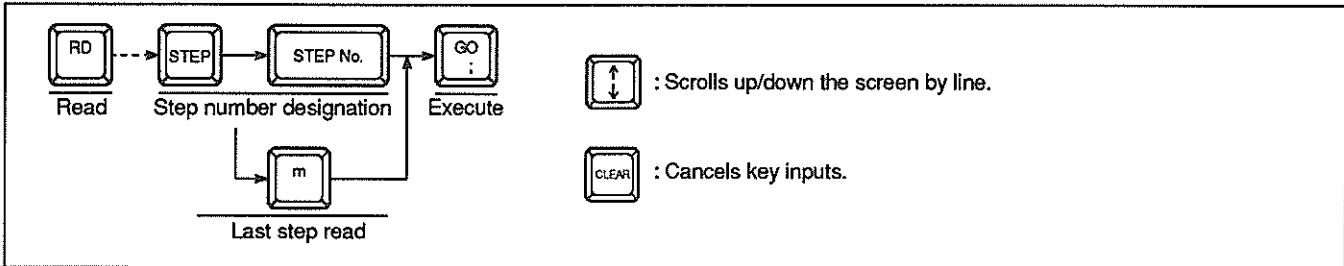 RD STEP STEP No. GO ;
Read Step number designation Execute
m
Last step read
: Scrolls up/down the screen by line.
CLEAR : Cancels key inputs.